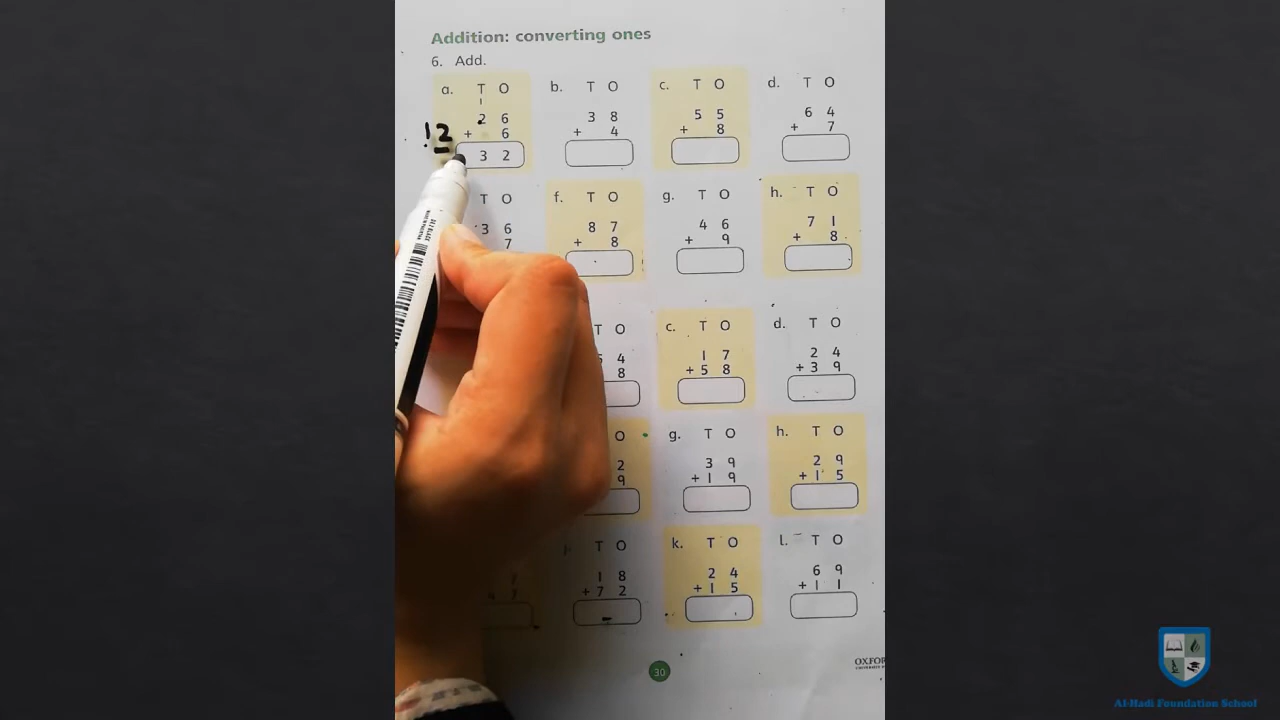 Addition: converting ones
6. Add.
a. T O b. T O c. T O d. T O
1
2 6 3 8 5 5 6 4
12 + 6 + 4 + 8 + 7
3 2
T O f. T O g. T O h. T O
3 6 8 7 4 6 7 1
7 + 8 + 9 + 8
T O c. T O d. T O
4 1 7 2 4
8 + 5 8 + 3 9
O g. T O h. T O
2 3 9 2 9
9 + 1 9 + 1 5
T O k. T O l. T O
1 8 2 4 6 9
+ 7 2 + 1 5 + 1 1
30
Al-Hadi Foundation School